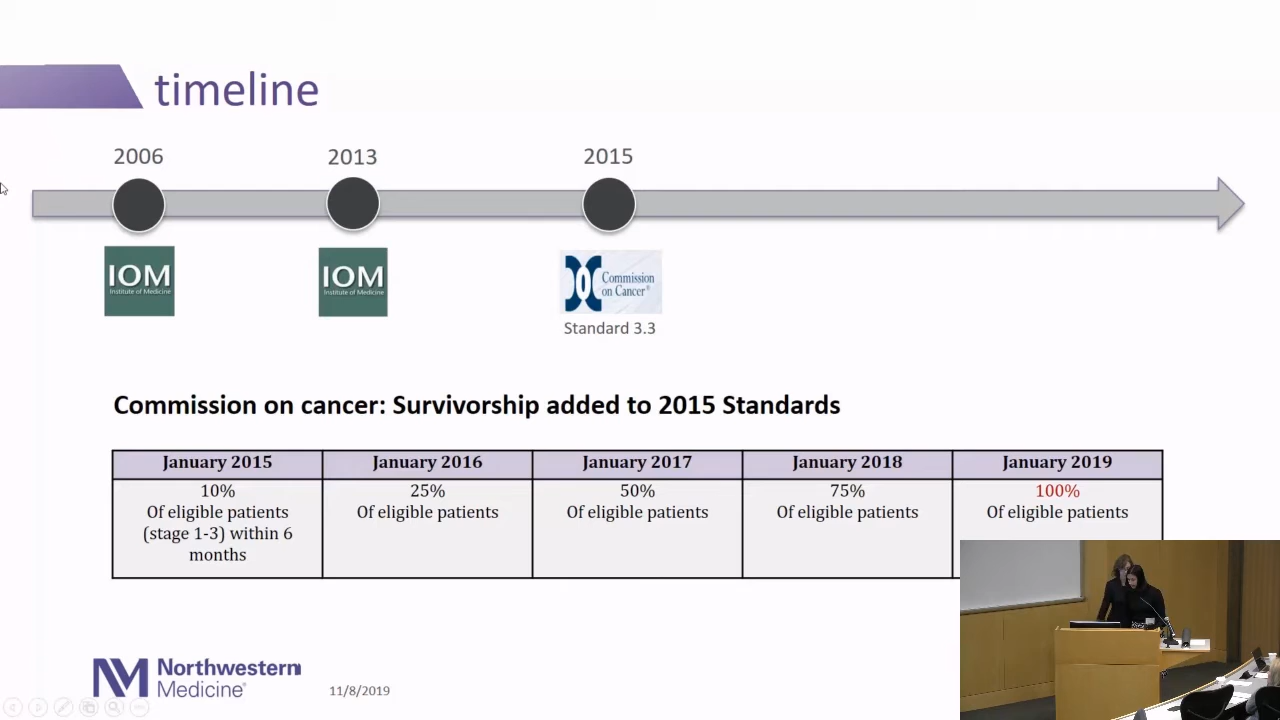 timeline
2006
2013
2015
IOM
Institute of Medicine
IOM
Institute of Medicine
Commission
on Cancer®
Standard 3.3
Commission on cancer: Survivorship added to 2015 Standards
January 2015
January 2016
January 2017
January 2018
January 2019
10%
Of eligible patients
(stage 1-3) within 6
months
25%
Of eligible patients
50%
Of eligible patients
75%
Of eligible patients
100%
Of eligible patients
NM Northwestern
Medicine®
11/8/2019